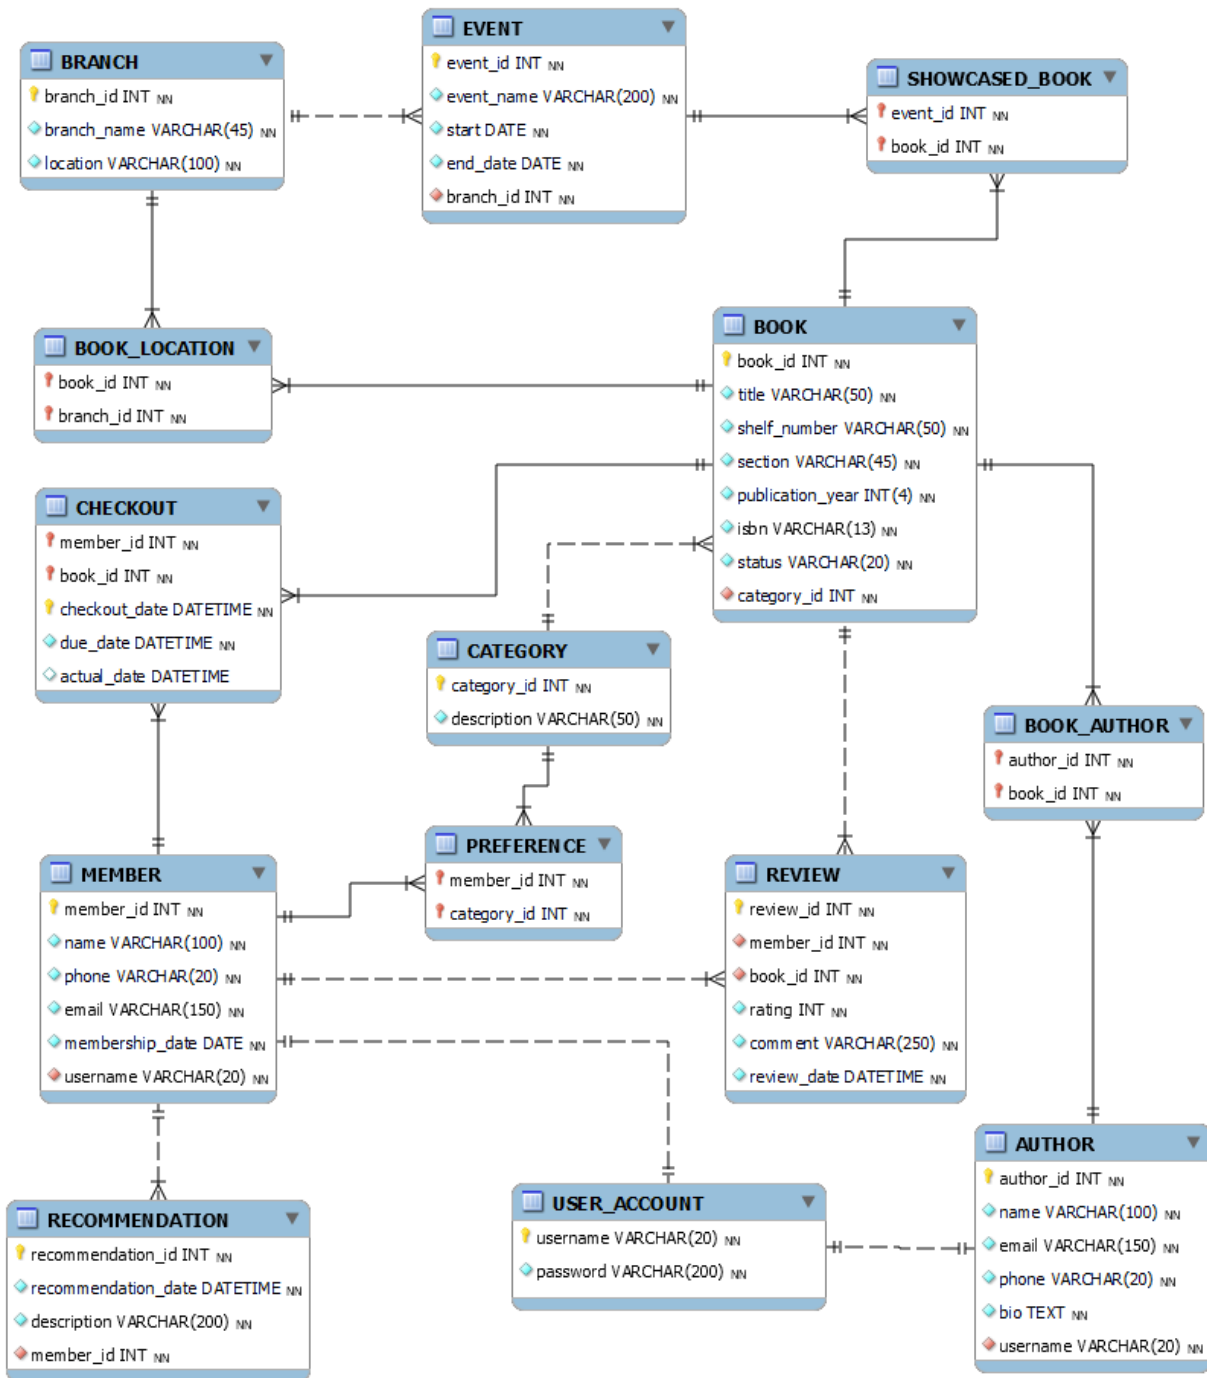 BRANCH
branch_id INT NN
branch_name VARCHAR(45) NN
location VARCHAR(100) NN
EVENT
event_id INT NN
event_name VARCHAR(200) NN
start DATE NN
end_date DATE NN
branch_id INT NN
SHOWCASED_BOOK
event_id INT NN
book_id INT NN
BOOK_LOCATION
book_id INT NN
branch_id INT NN
BOOK
book_id INT NN
title VARCHAR(50) NN
shelf_number VARCHAR(50) NN
section VARCHAR(45) NN
publication_year INT(4) NN
isbn VARCHAR(13) NN
status VARCHAR(20) NN
category_id INT NN
CHECKOUT
member_id INT NN
book_id INT NN
checkout_date DATETIME NN
due_date DATETIME NN
actual_date DATETIME
CATEGORY
category_id INT NN
description VARCHAR(50) NN
BOOK_AUTHOR
author_id INT NN
book_id INT NN
MEMBER
member_id INT NN
name VARCHAR(100) NN
phone VARCHAR(20) NN
email VARCHAR(150) NN
membership_date DATE NN
username VARCHAR(20) NN
PREFERENCE
member_id INT NN
category_id INT NN
REVIEW
review_id INT NN
member_id INT NN
book_id INT NN
rating INT NN
comment VARCHAR(250) NN
review_date DATETIME NN
RECOMMENDATION
recommendation_id INT NN
recommendation_date DATETIME NN
description VARCHAR(200) NN
member_id INT NN
USER_ACCOUNT
username VARCHAR(20) NN
password VARCHAR(200) NN
AUTHOR
author_id INT NN
name VARCHAR(100) NN
email VARCHAR(150) NN
phone VARCHAR(20) NN
bio TEXT NN
username VARCHAR(20) NN